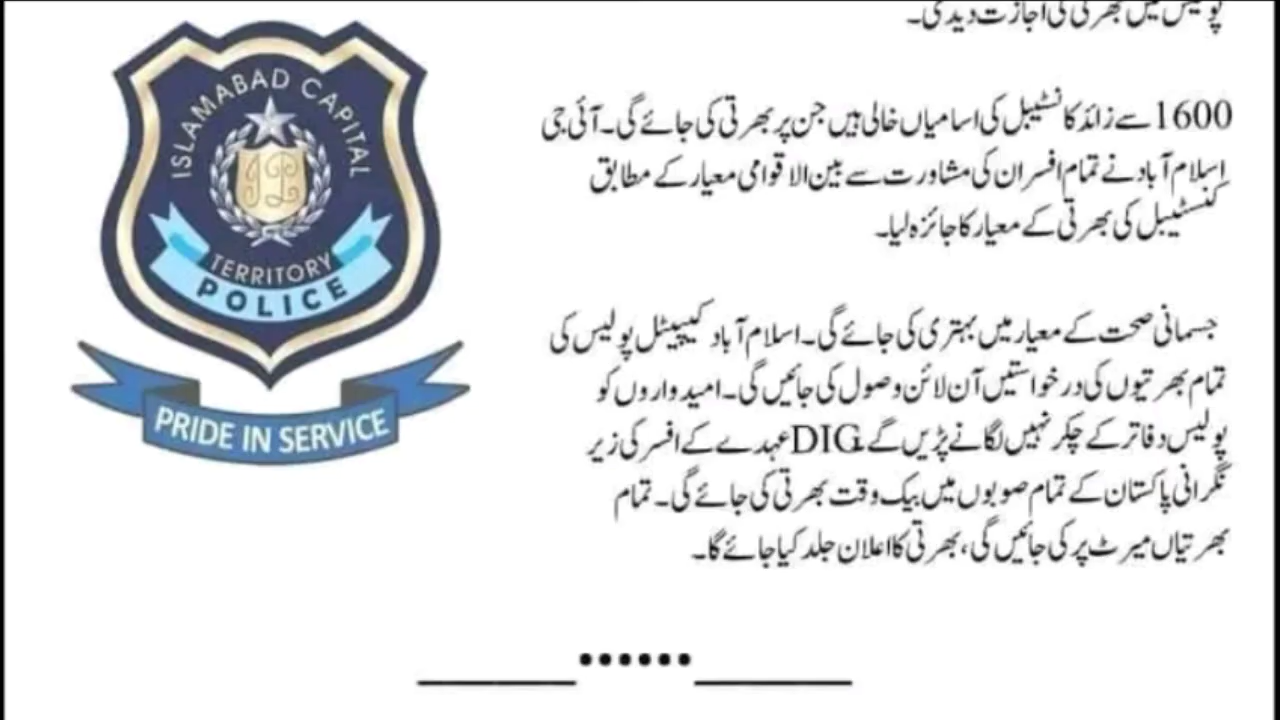 پولیس میں بھرتی کی اجازت دیدی۔
ISLAMABAD CAPITAL
TERRITORY
POLICE
PRIDE IN SERVICE
1600 سے زائد کانسٹیبل کی اسامیاں خالی ہیں جن پر بھرتی کی جائے گی۔ آئی جی
اسلام آباد نے تمام افسران کی مشاورت سے بین الاقوامی معیار کے مطابق
کنسٹیبل کی بھرتی کے معیار کا جائزہ لیا۔
جسمانی صحت کے معیار میں بہتری کی جائے گی۔ اسلام آباد کیپیٹل پولیس کی
تمام بھرتیوں کی درخواستیں آن لائن وصول کی جائیں گی۔ امیدواروں کو
پولیس دفاتر کے چکر نہیں لگانے پڑیں گے۔ DIG عہدے کے افسر کی زیر
نگرانی پاکستان کے تمام صوبوں میں بیک وقت بھرتی کی جائے گی۔ تمام
بھرتیاں میرٹ پر کی جائیں گی، بھرتی کا اعلان جلد کیا جائے گا۔